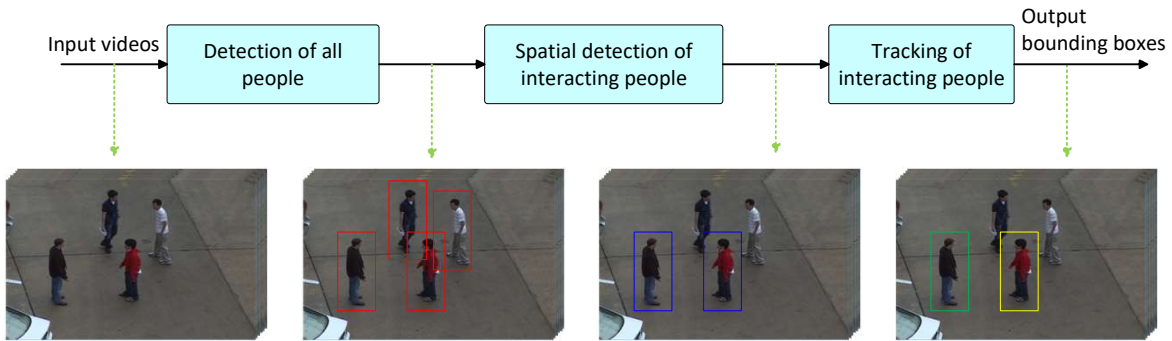 Input videos
Detection of all
people
Spatial detection of
interacting people
Tracking of
interacting people
Output
bounding boxes